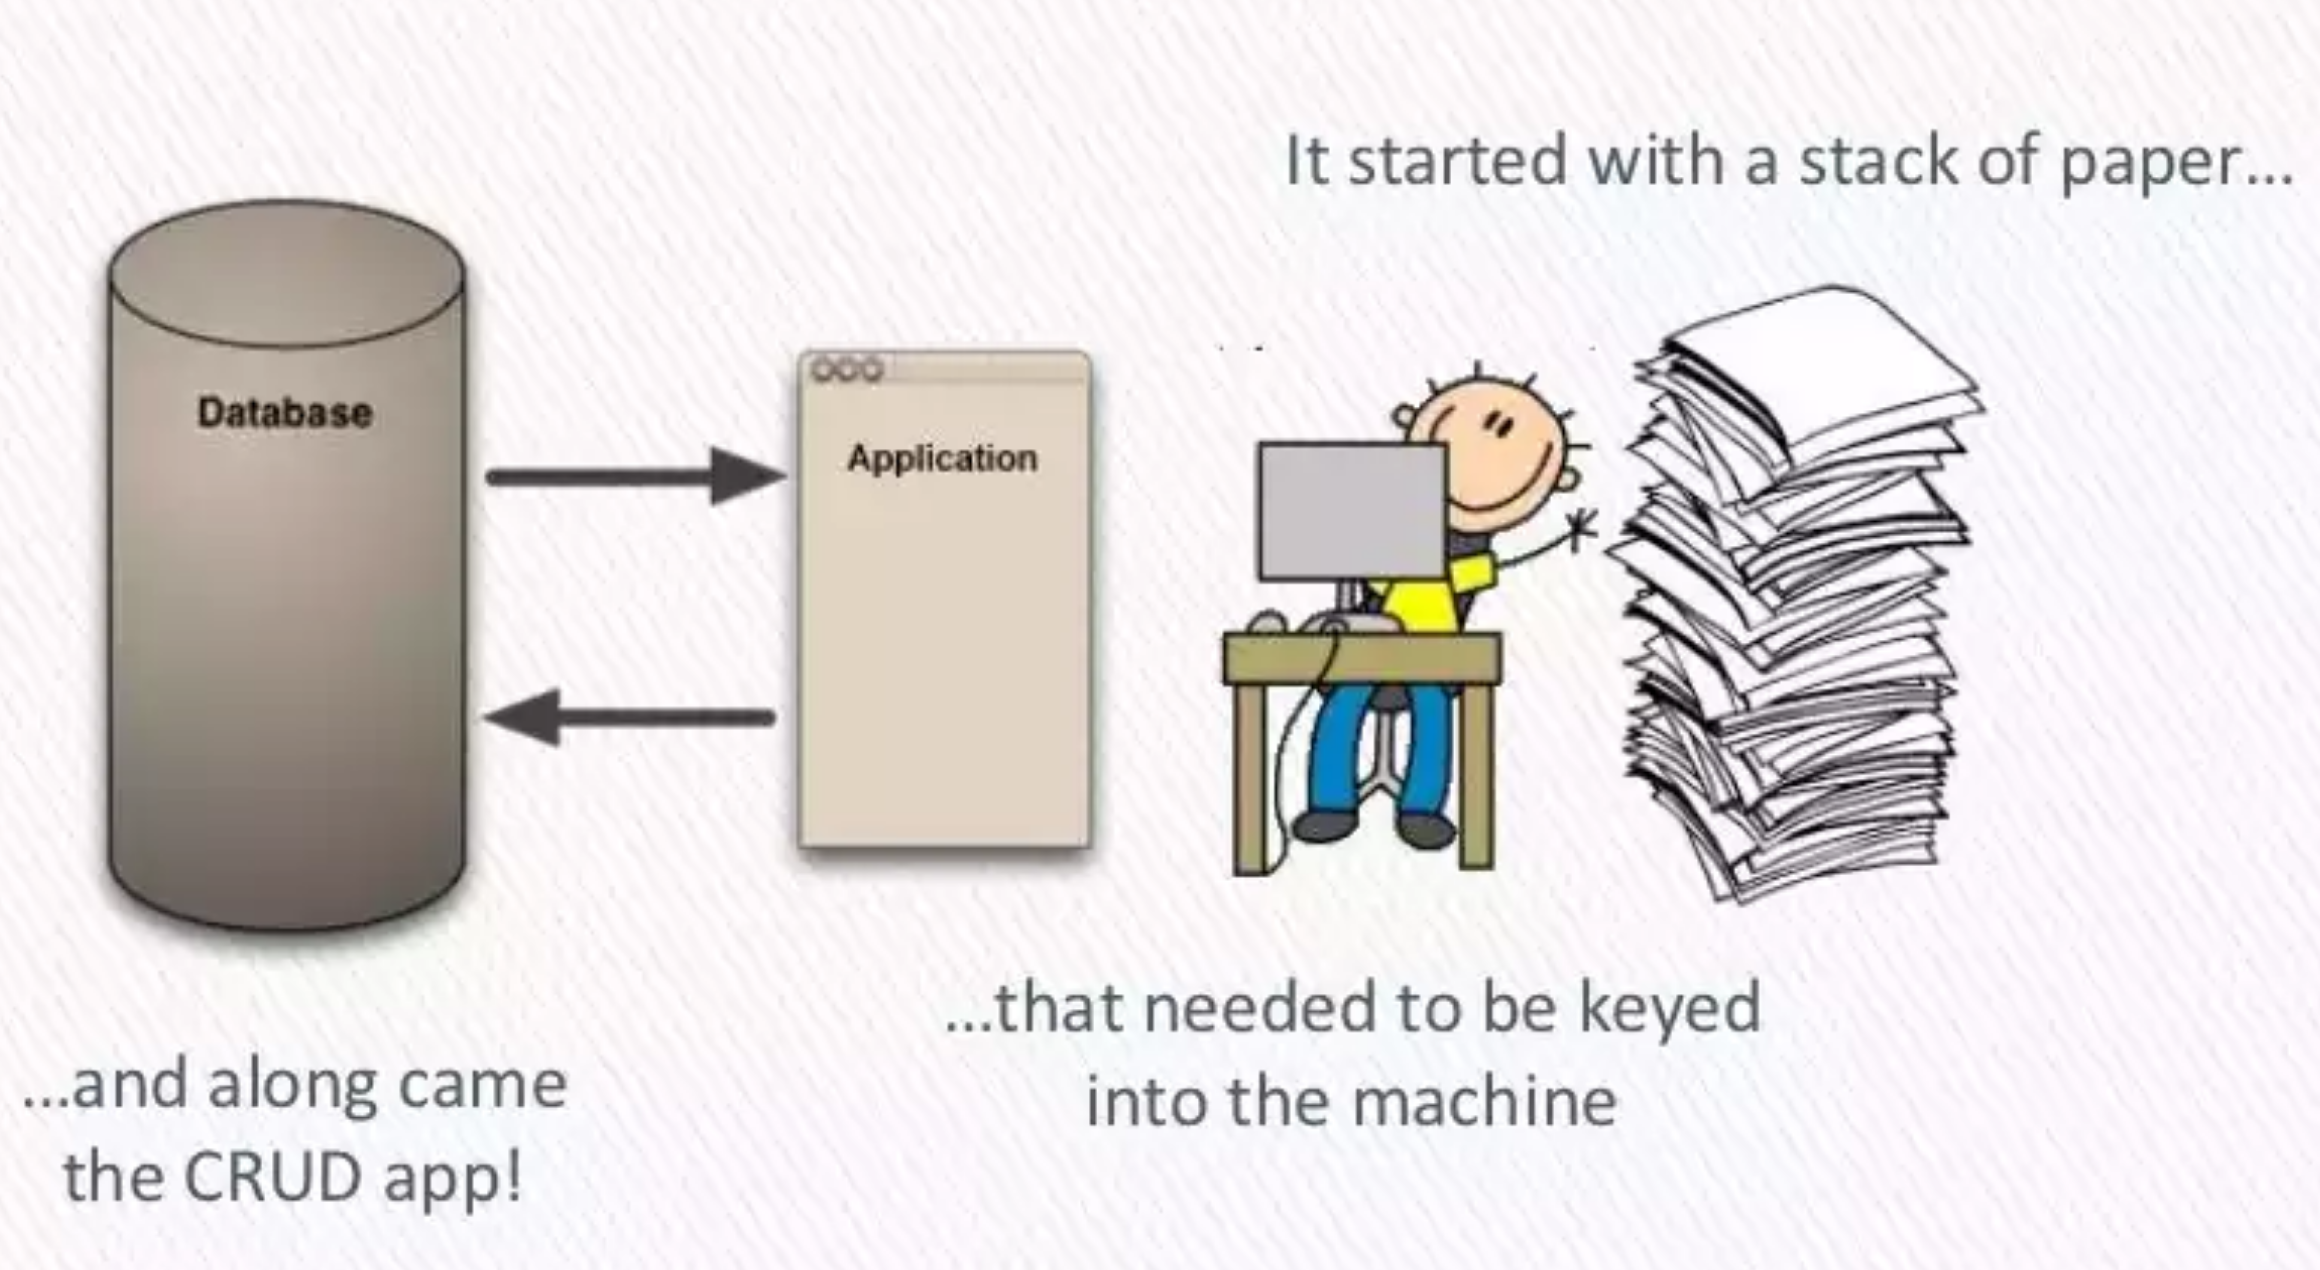 It started with a stack of paper...
Database
Application
...that needed to be keyed
into the machine
...and along came
the CRUD app!